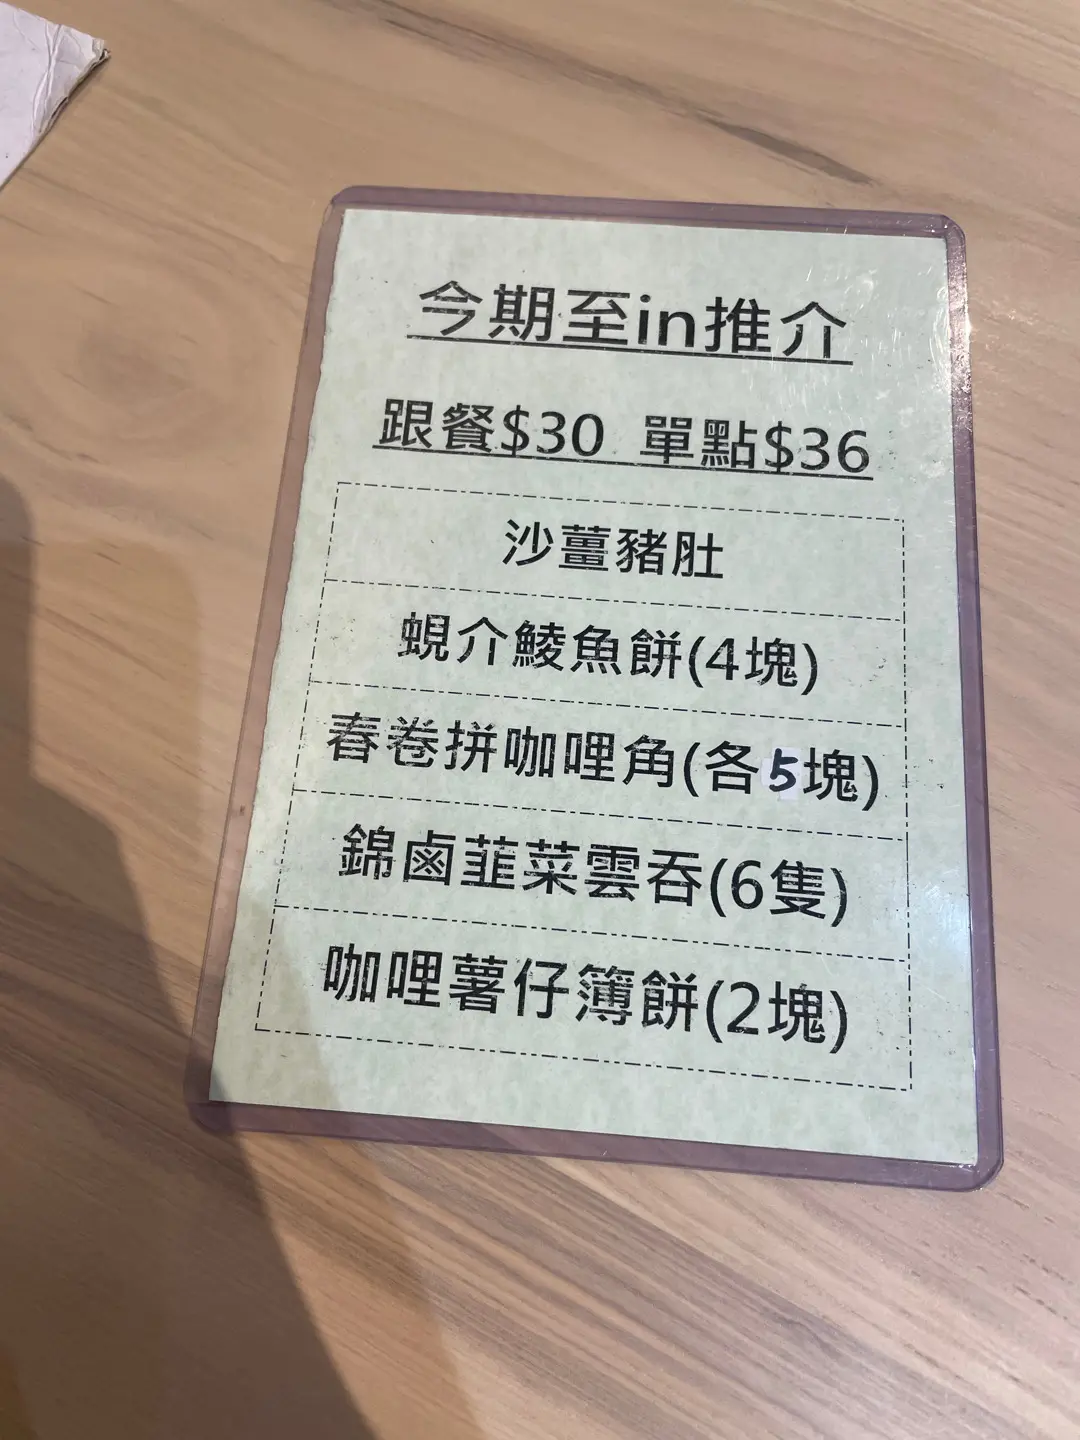 今期至in推介
跟餐$30 單點$36
沙薑豬肚
蜆介鯪魚餅(4塊)
春卷拼咖哩角(各5塊)
錦鹵韮菜雲吞(6隻)
咖哩薯仔簿餅(2塊)